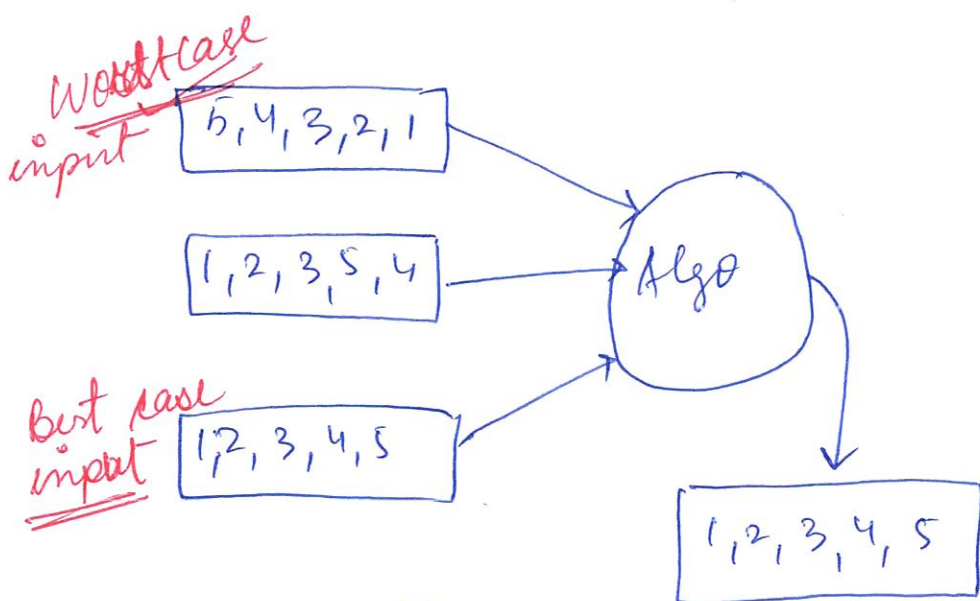 Worst case
input
5, 4, 3, 2, 1
1, 2, 3, 5, 4
Algo
Best case
input
1, 2, 3, 4, 5
1, 2, 3, 4, 5